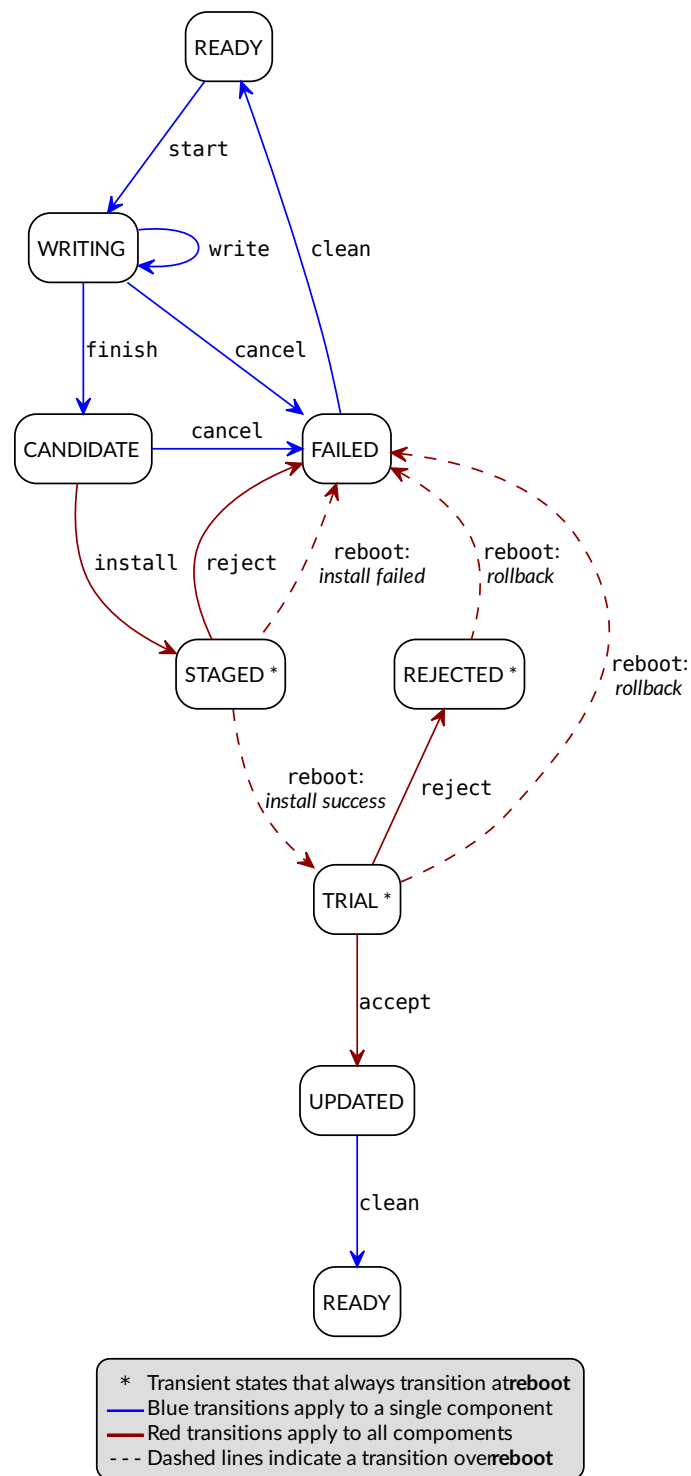 READY
start
WRITING
write
clean
finish
cancel
CANDIDATE
cancel
FAILED
install
reject
reboot:
install failed
reboot:
rollback
STAGED *
REJECTED *
reboot:
rollback
reboot:
install success
reject
TRIAL *
accept
UPDATED
clean
READY
* Transient states that always transition atreboot
Blue transitions apply to a single component
Red transitions apply to all compoments
--- Dashed lines indicate a transition overreboot